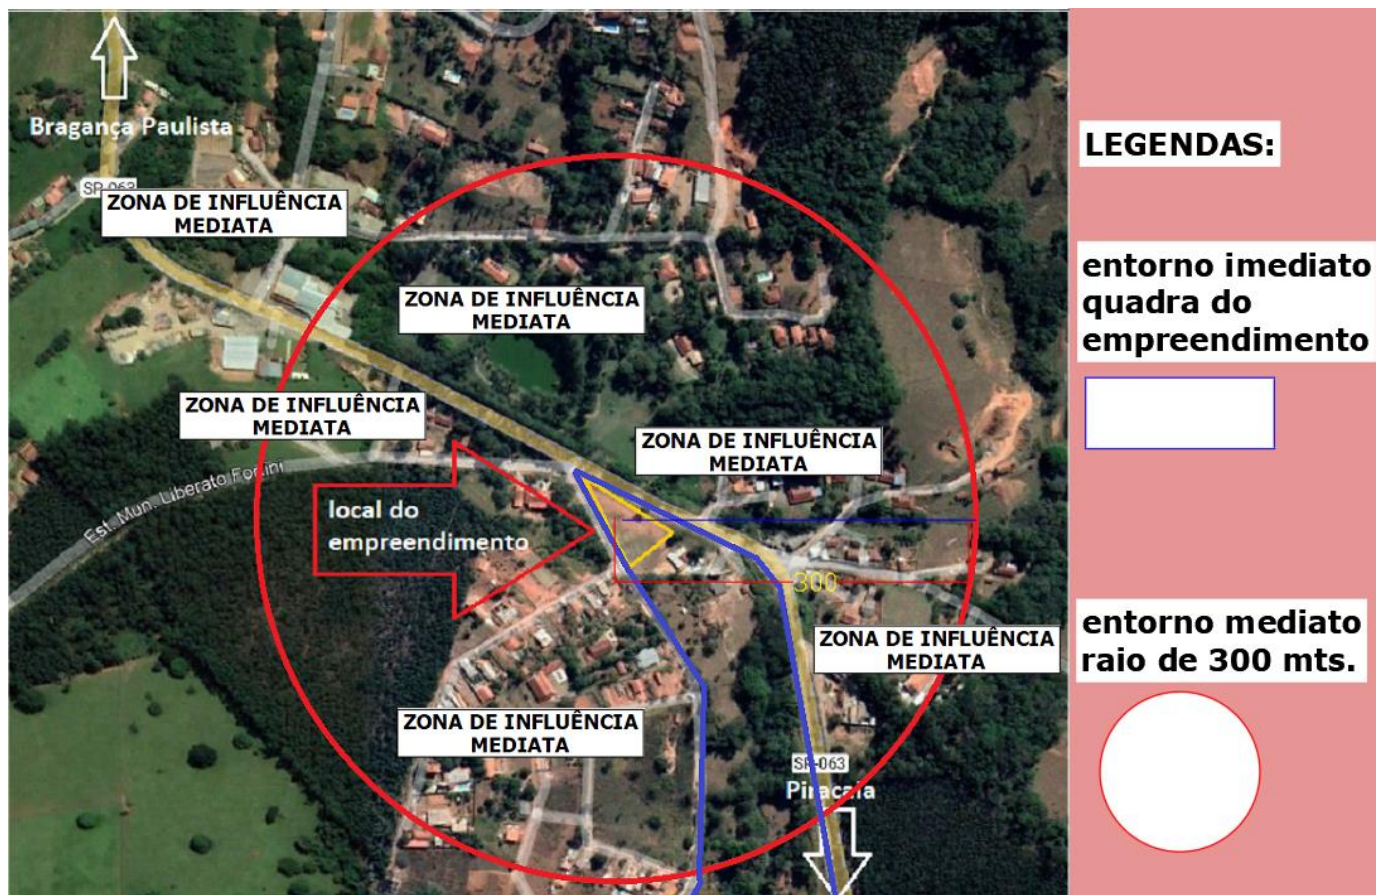 Bragança Paulista
SP-063
ZONA DE INFLUÊNCIA
MEDIATA
ZONA DE INFLUÊNCIA
MEDIATA
ZONA DE INFLUÊNCIA
MEDIATA
ZONA DE INFLUÊNCIA
MEDIATA
Est. Mun. Liberato Fortini
local do
empreendimento
300
ZONA DE INFLUÊNCIA
MEDIATA
ZONA DE INFLUÊNCIA
MEDIATA
SP-063
Piracaia
LEGENDAS:
entorno imediato
quadra do
empreendimento
entorno mediato
raio de 300 mts.